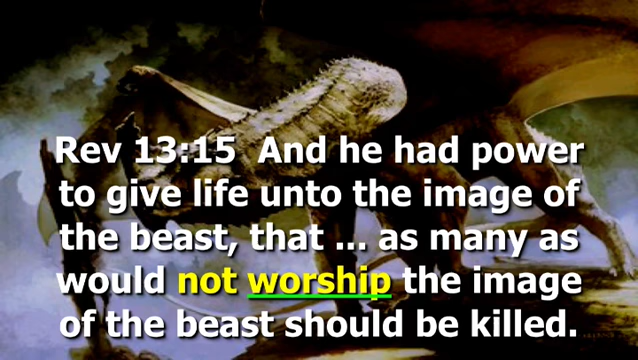 Rev 13:15  And he had power
to give life unto the image of
the beast, that ... as many as
would not worship the image
of the beast should be killed.